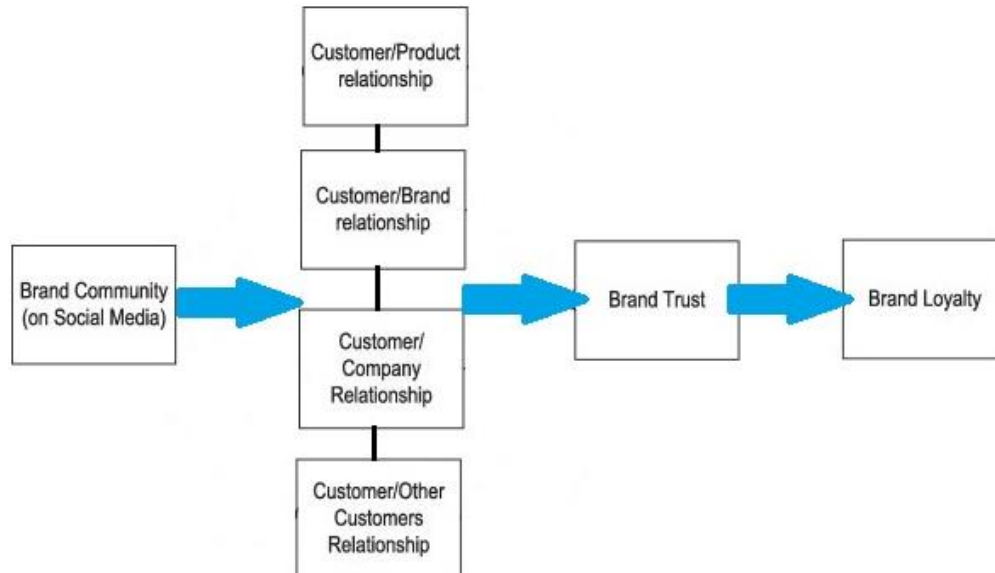 Customer/Product
relationship
Customer/Brand
relationship
Brand Community
(on Social Media)
Customer/
Company
Relationship
Customer/Other
Customers
Relationship
Brand Trust
Brand Loyalty